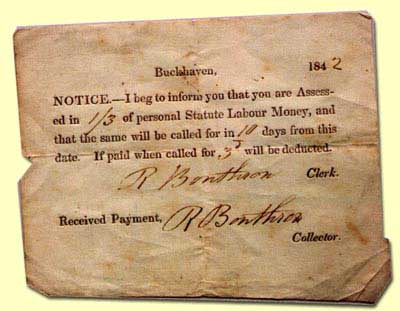 Buckhaven, 1842
NOTICE.—I beg to inform you that you are Assess-
ed in 1/3 of personal Statute Labour Money, and
that the same will be called for in 10 days from this
date. If paid when called for 3d will be deducted.
R Bonthron Clerk.
Received Payment, R Bonthron
Collector.